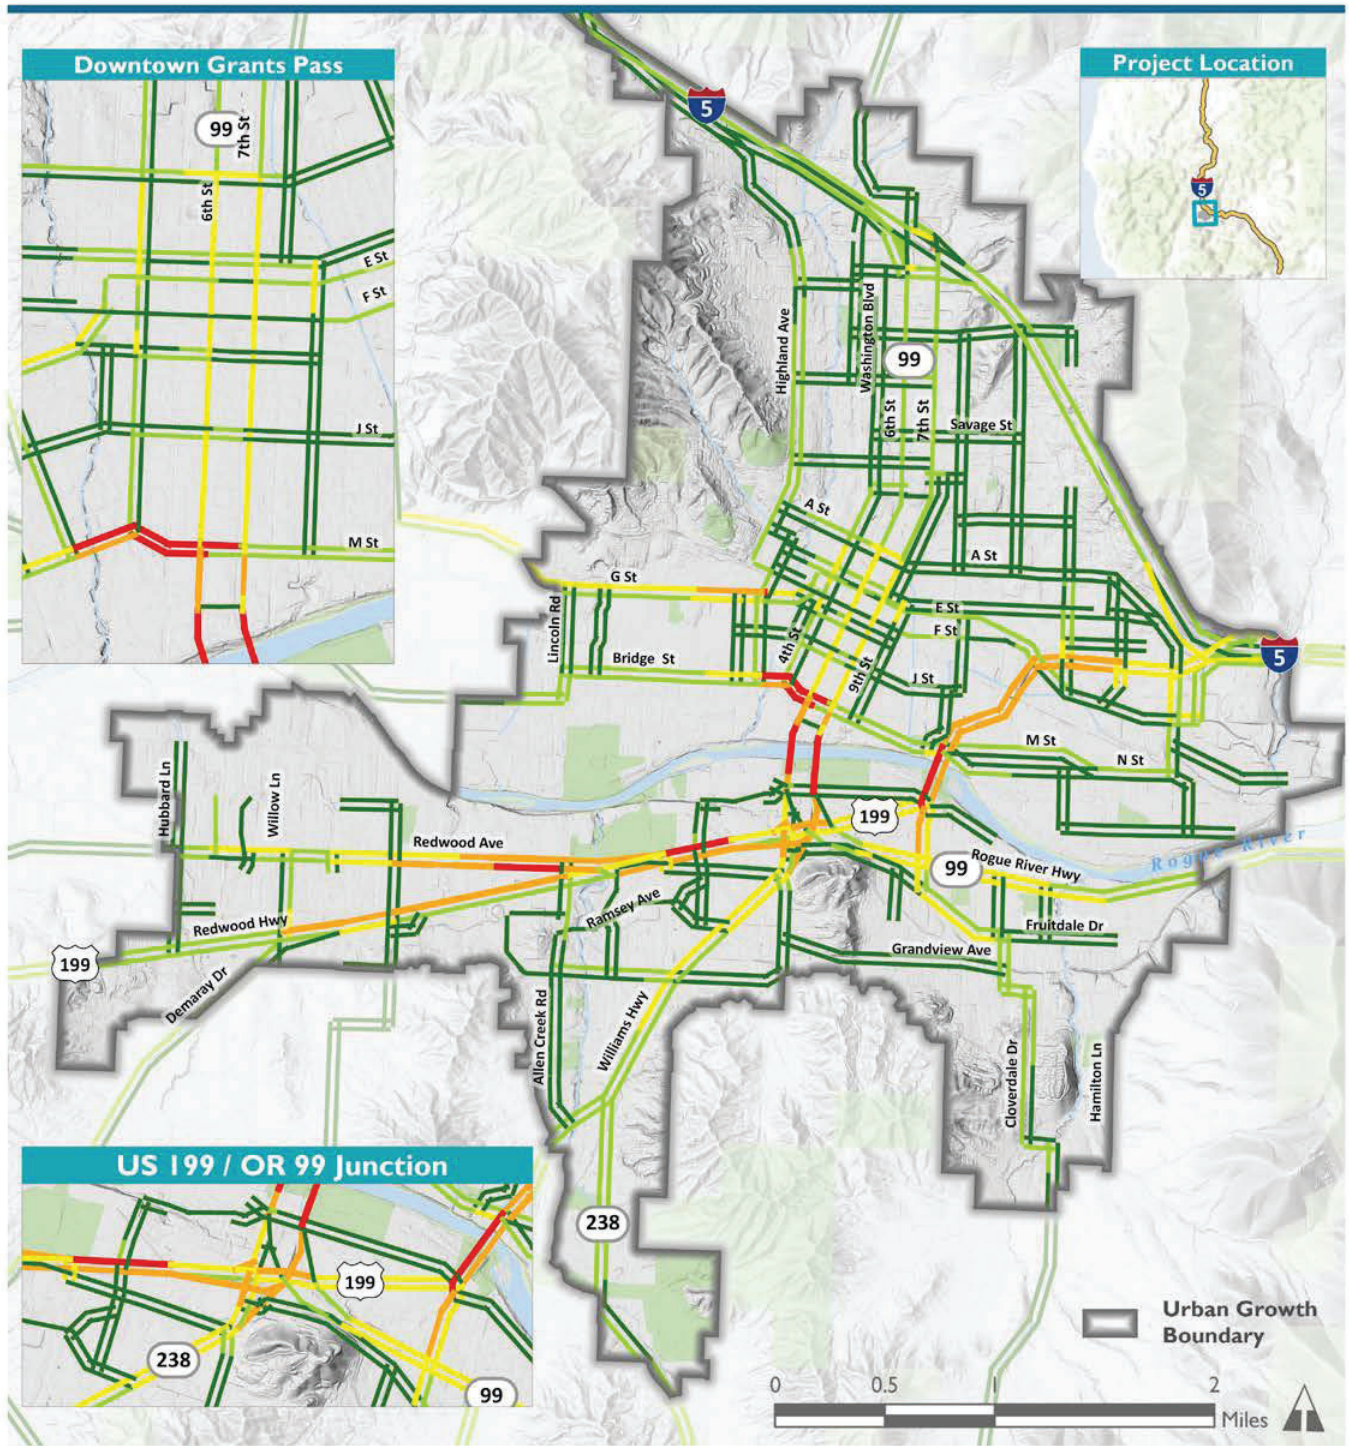 Downtown Grants Pass
99
7th St
6th St
E St
F St
J St
M St
5
Project Location
5
Highland Ave
Washington Blvd
99
6th St
7th St
Savage St
A St
A St
G St
Lincoln Rd
E St
F St
4th St
Bridge St
9th St
J St
5
M St
N St
Hubbard Ln
Willow Ln
Redwood Ave
199
Rogue River
99
Rogue River Hwy
Ramsey Ave
Redwood Hwy
Fruitdale Dr
Grandview Ave
199
Demaray Dr
Allen Creek Rd
Williams Hwy
Cloverdale Dr
Hamilton Ln
US 199 / OR 99 Junction
199
238
99
238
Urban Growth
Boundary
0 0.5 1 2
Miles